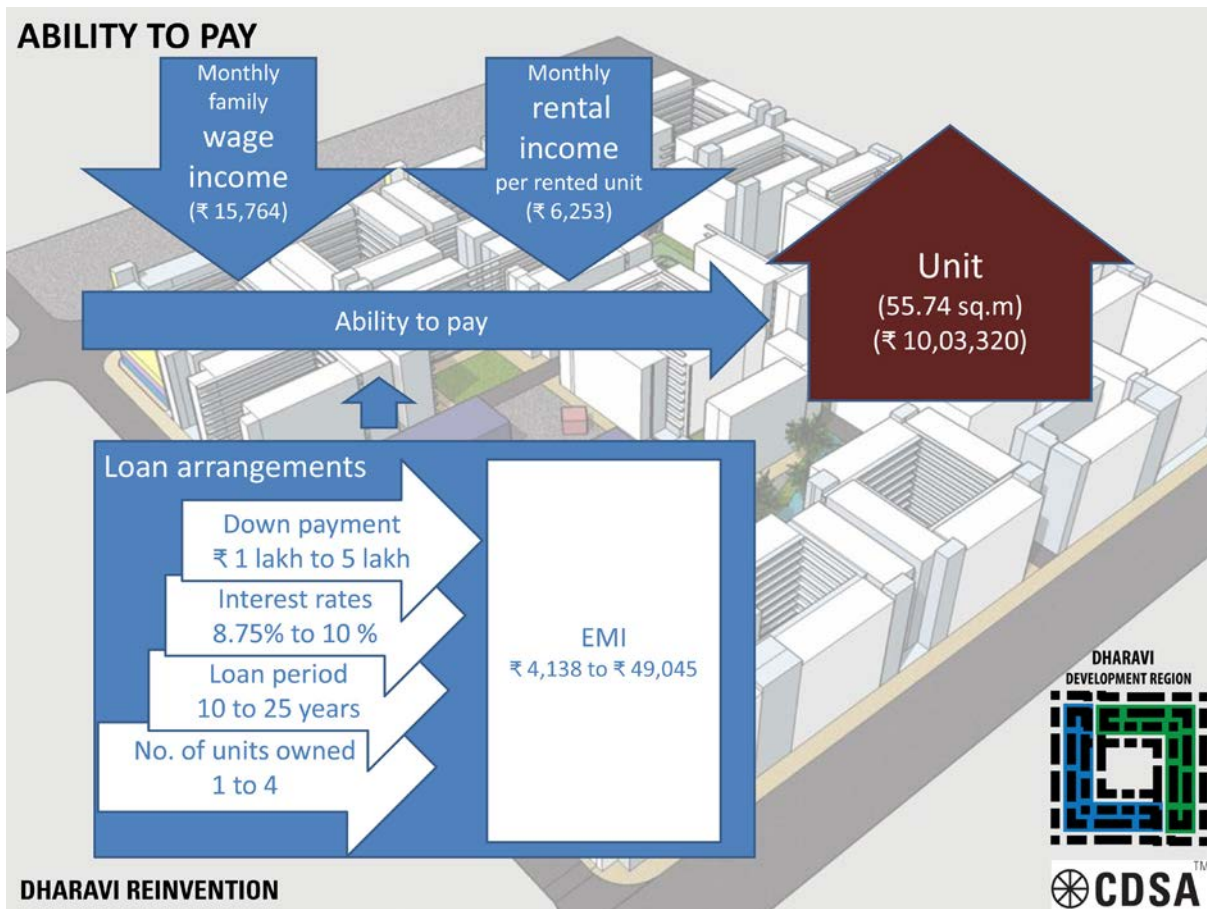 ABILITY TO PAY
Monthly
family
wage
income
(₹ 15,764)
Monthly
rental
income
per rented unit
(₹ 6,253)
Unit
(55.74 sq.m)
(₹ 10,03,320)
Ability to pay
Loan arrangements
Down payment
₹ 1 lakh to 5 lakh
Interest rates
8.75% to 10 %
Loan period
10 to 25 years
No. of units owned
1 to 4
EMI
₹ 4,138 to ₹ 49,045
DHARAVI
DEVELOPMENT REGION
CDSA TM
DHARAVI REINVENTION